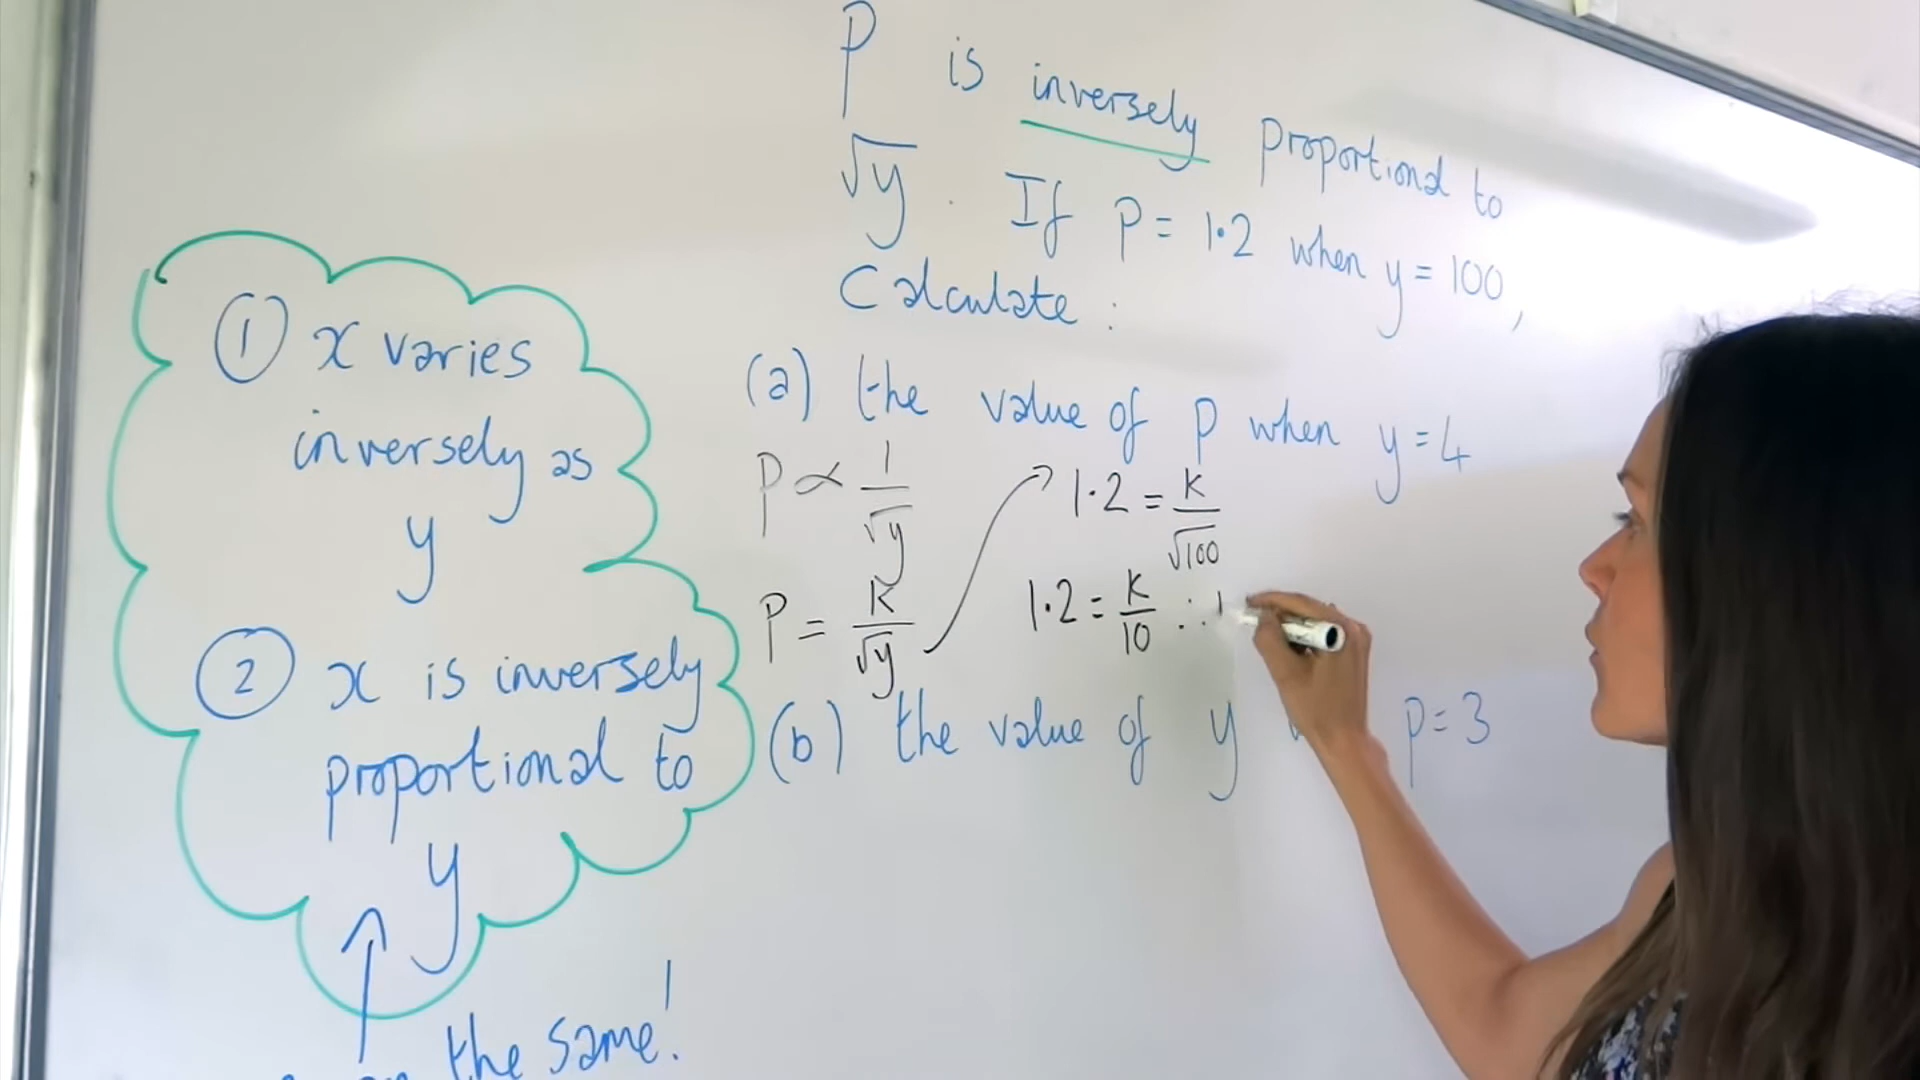 P is inversely proportional to
√y. If P = 1.2 when y = 100,
Calculate:
(a) the value of P when y = 4
P ∝ 1/√y
P = k/√y
1.2 = k/√100
1.2 = k/10 ∴
(b) the value of y P = 3
① x varies
inversely as
y
② x is inversely
proportional to
y
the same!